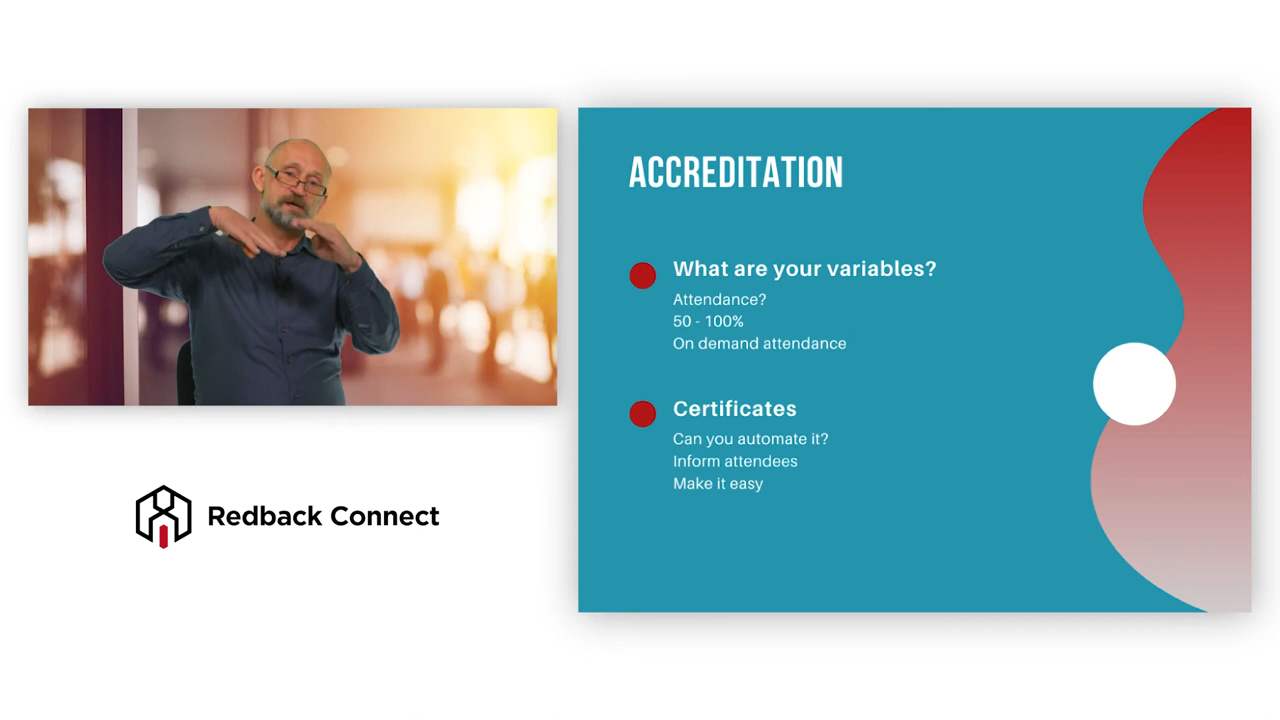 ACCREDITATION
What are your variables?
Attendance?
50 - 100%
On demand attendance
Certificates
Can you automate it?
Inform attendees
Make it easy
Redback Connect